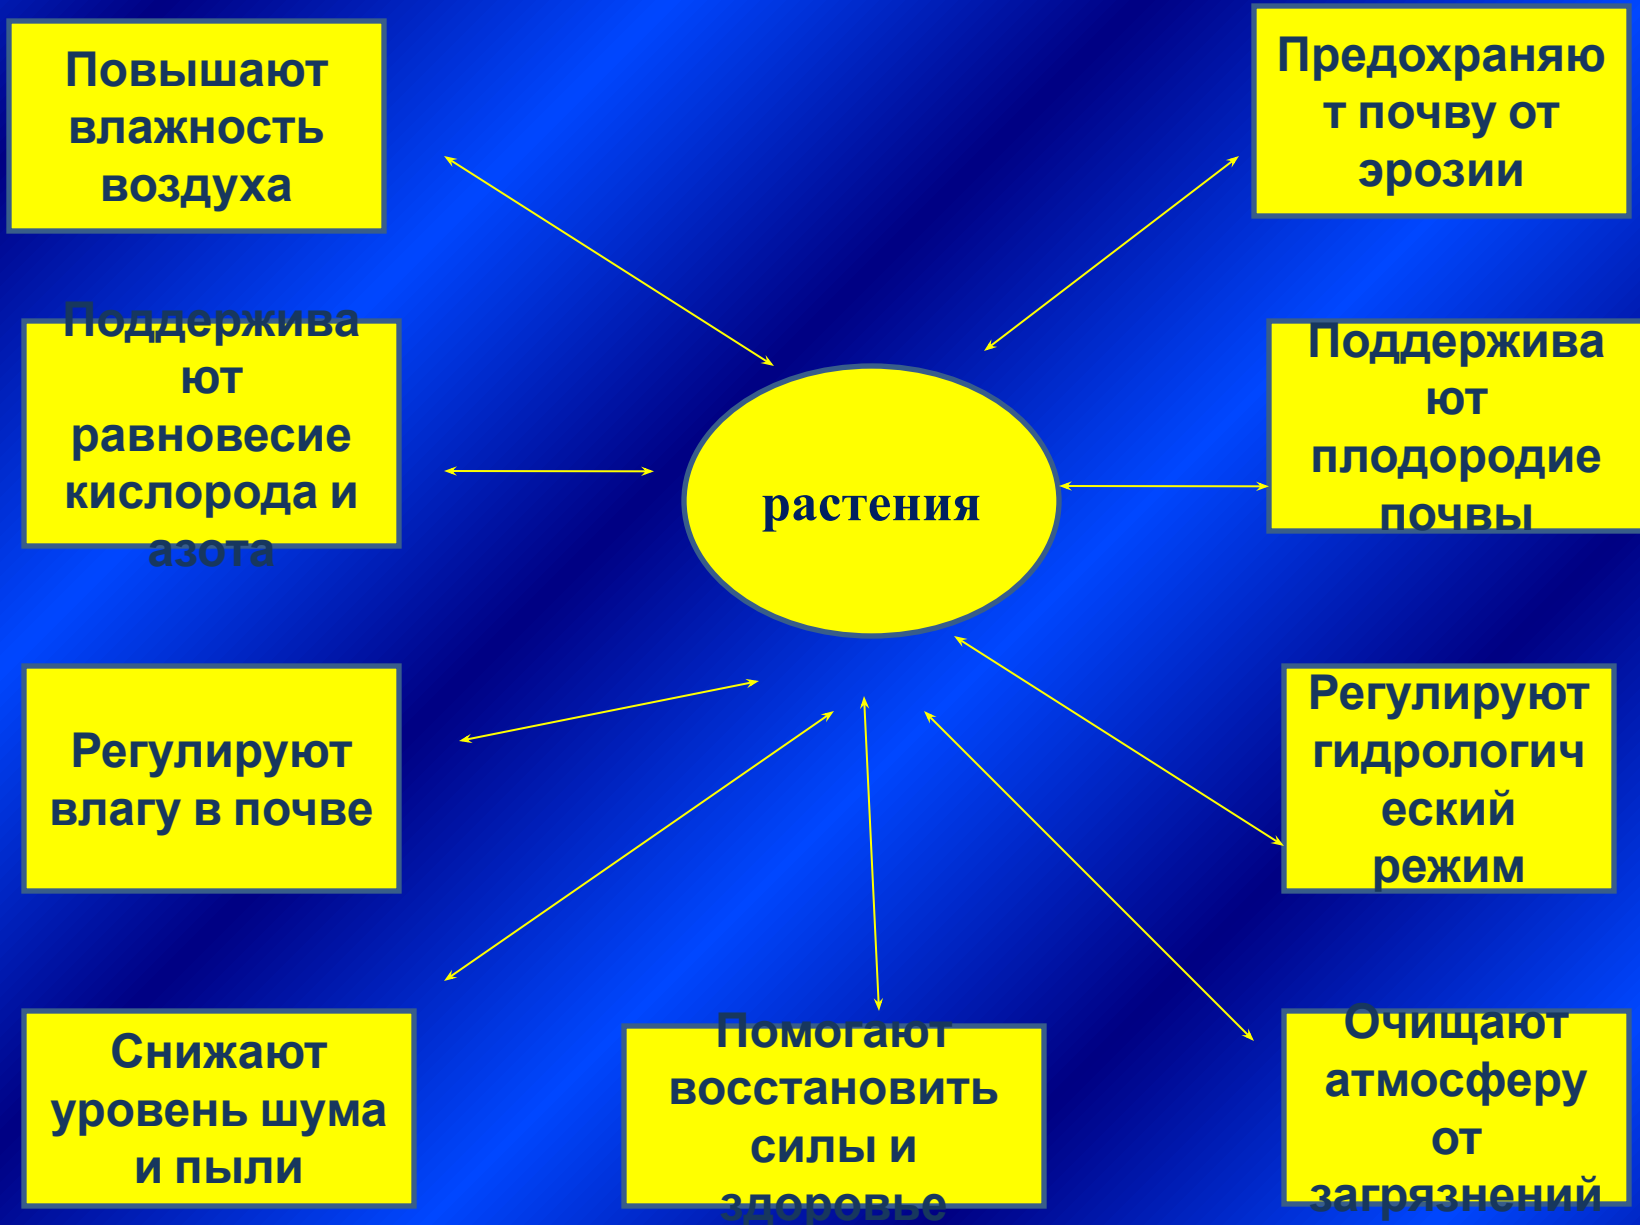 Повышают
влажность
воздуха
Предохраняю
т почву от
эрозии
Поддержива
ют
равновесие
кислорода и
азота
растения
Поддержива
ют
плодородие
почвы
Регулируют
влагу в почве
Регулируют
гидрологич
еский
режим
Снижают
уровень шума
и пыли
Помогают
восстановить
силы и
здоровье
Очищают
атмосферу
от
загрязнений